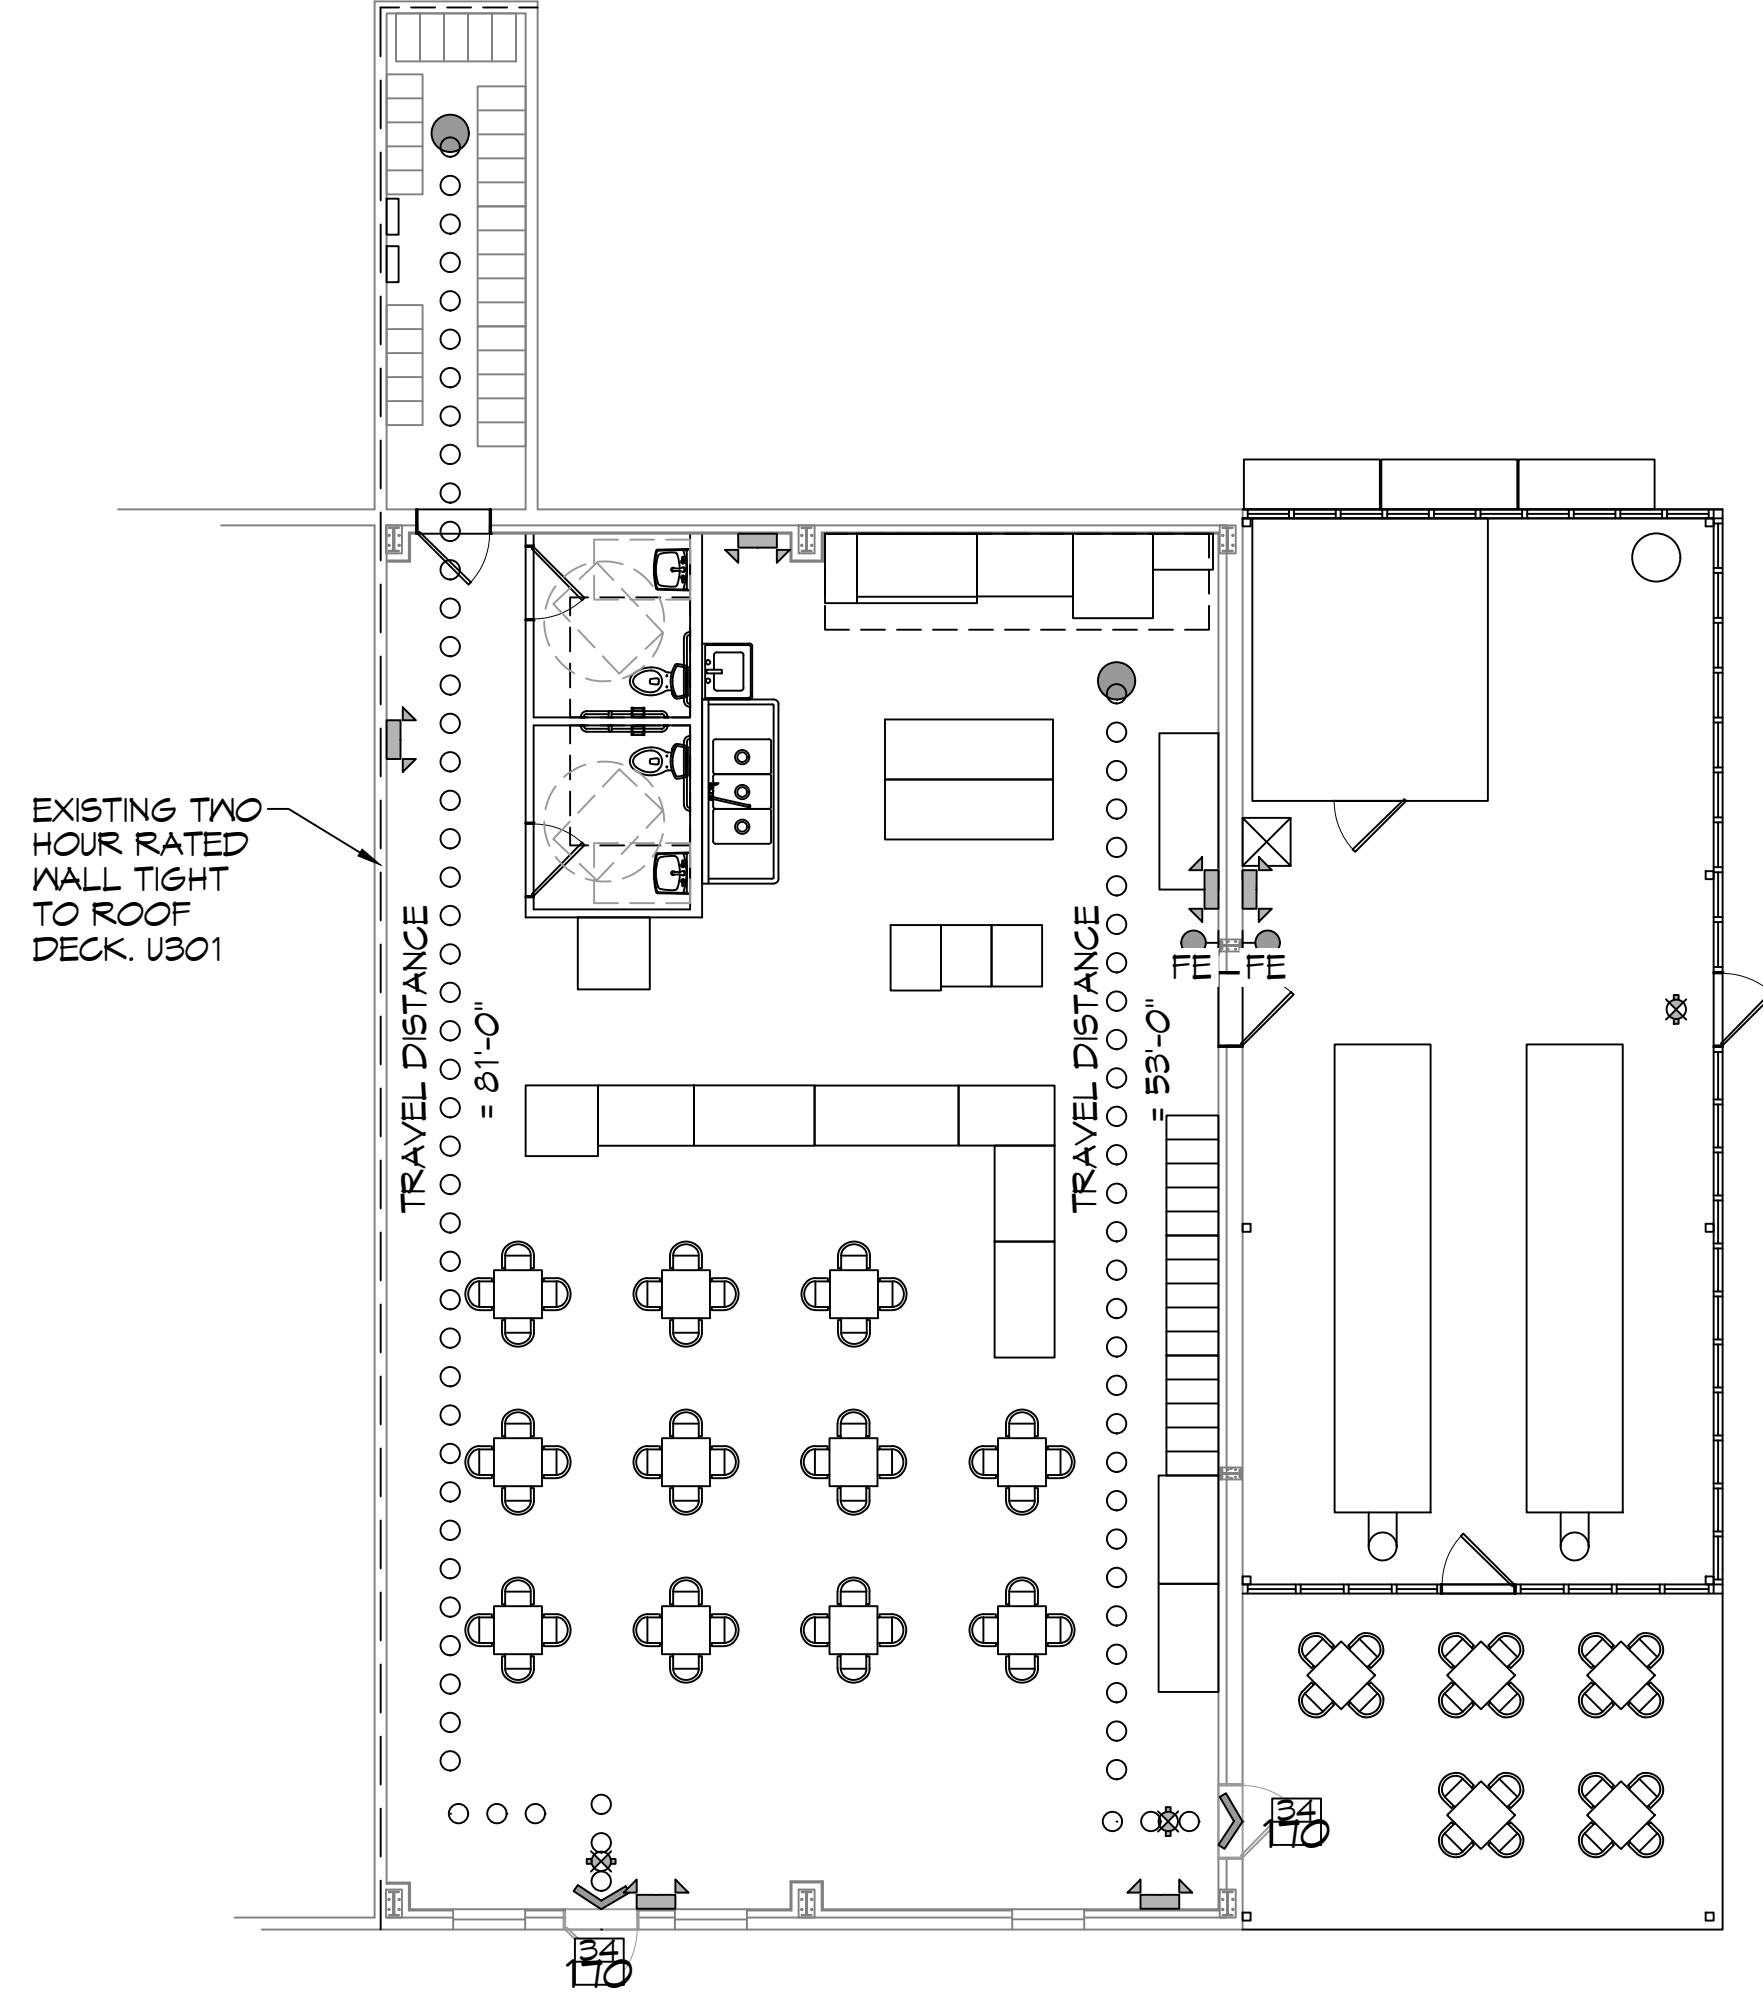 EXISTING TWO
HOUR RATED
WALL TIGHT
TO ROOF
DECK. U301
TRAVEL DISTANCE
= 81'-0"
TRAVEL DISTANCE
= 53'-0"
FE
FE
34
170
34
170